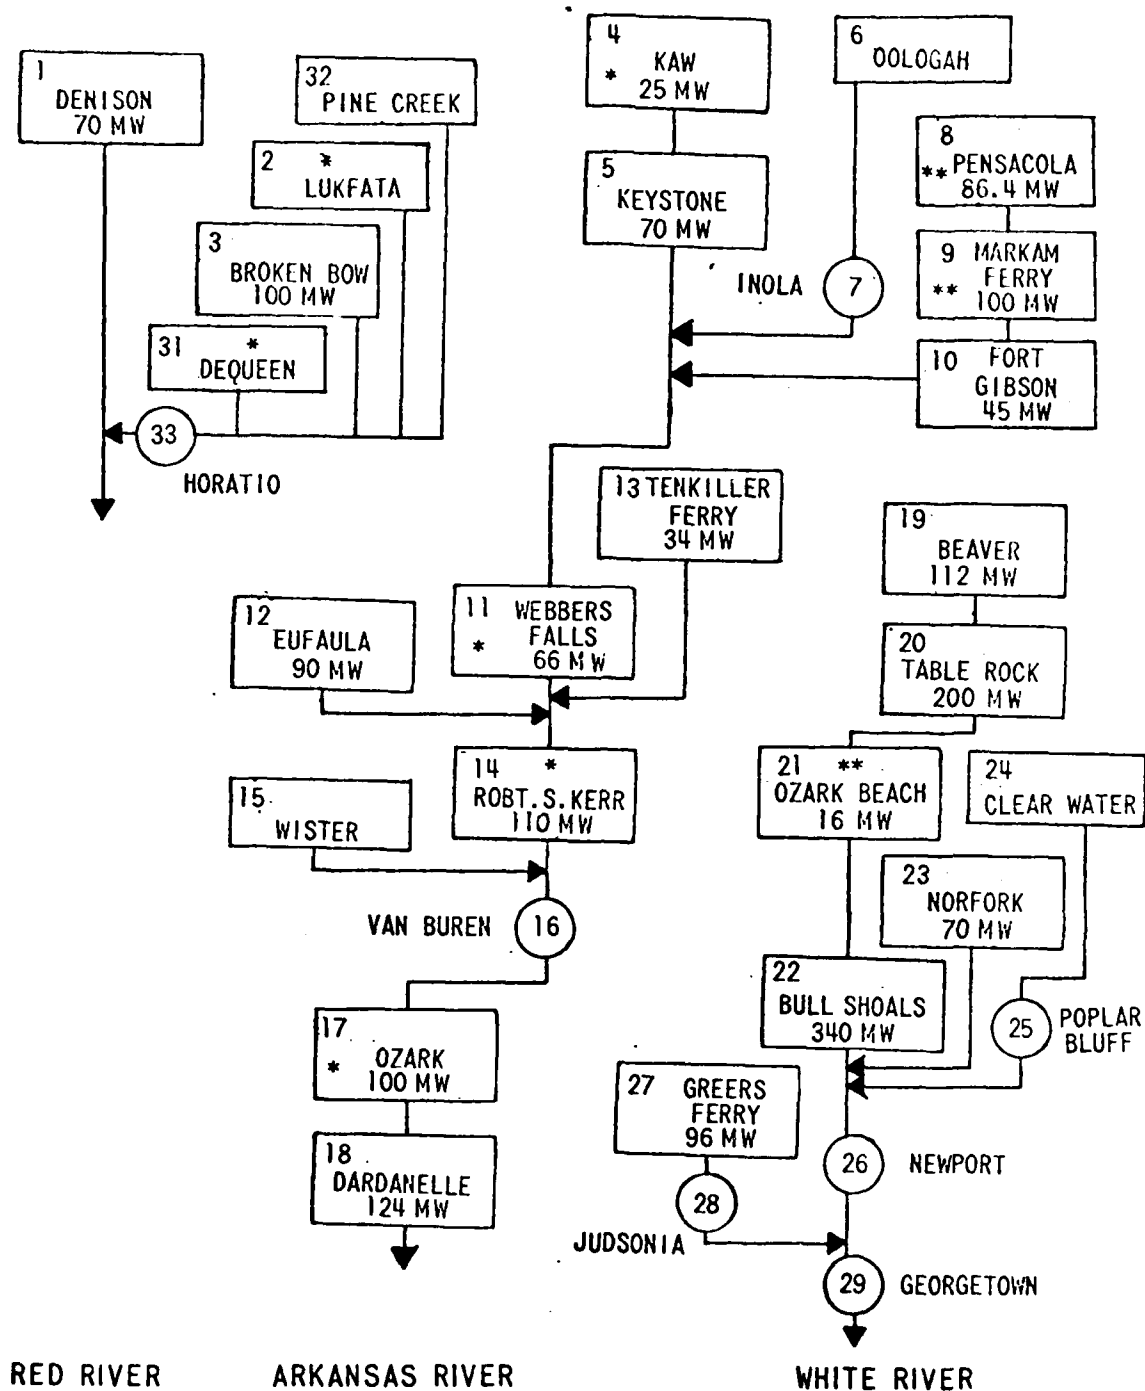 1
DENISON
70 MW
32
PINE CREEK
2 *
LUKFATA
3
BROKEN BOW
100 MW
31 *
DEQUEEN
33
HORATIO
4
* KAW
25 MW
5
KEYSTONE
70 MW
6
OOLOGAH
INOLA 7
8
** PENSACOLA
86.4 MW
9 MARKAM
FERRY
** 100 MW
10 FORT
GIBSON
45 MW
13 TENKILLER
FERRY
34 MW
11 WEBBERS
FALLS
* 66 MW
12
EUFAULA
90 MW
14 *
ROBT. S. KERR
110 MW
15
WISTER
VAN BUREN 16
17
OZARK
* 100 MW
18
DARDANELLE
124 MW
19
BEAVER
112 MW
20
TABLE ROCK
200 MW
21 **
OZARK BEACH
16 MW
24
CLEAR WATER
23
NORFORK
70 MW
22
BULL SHOALS
340 MW
25 POPLAR
BLUFF
27 GREERS
FERRY
96 MW
26 NEWPORT
28
JUDSONIA
29 GEORGETOWN
RED RIVER ARKANSAS RIVER WHITE RIVER